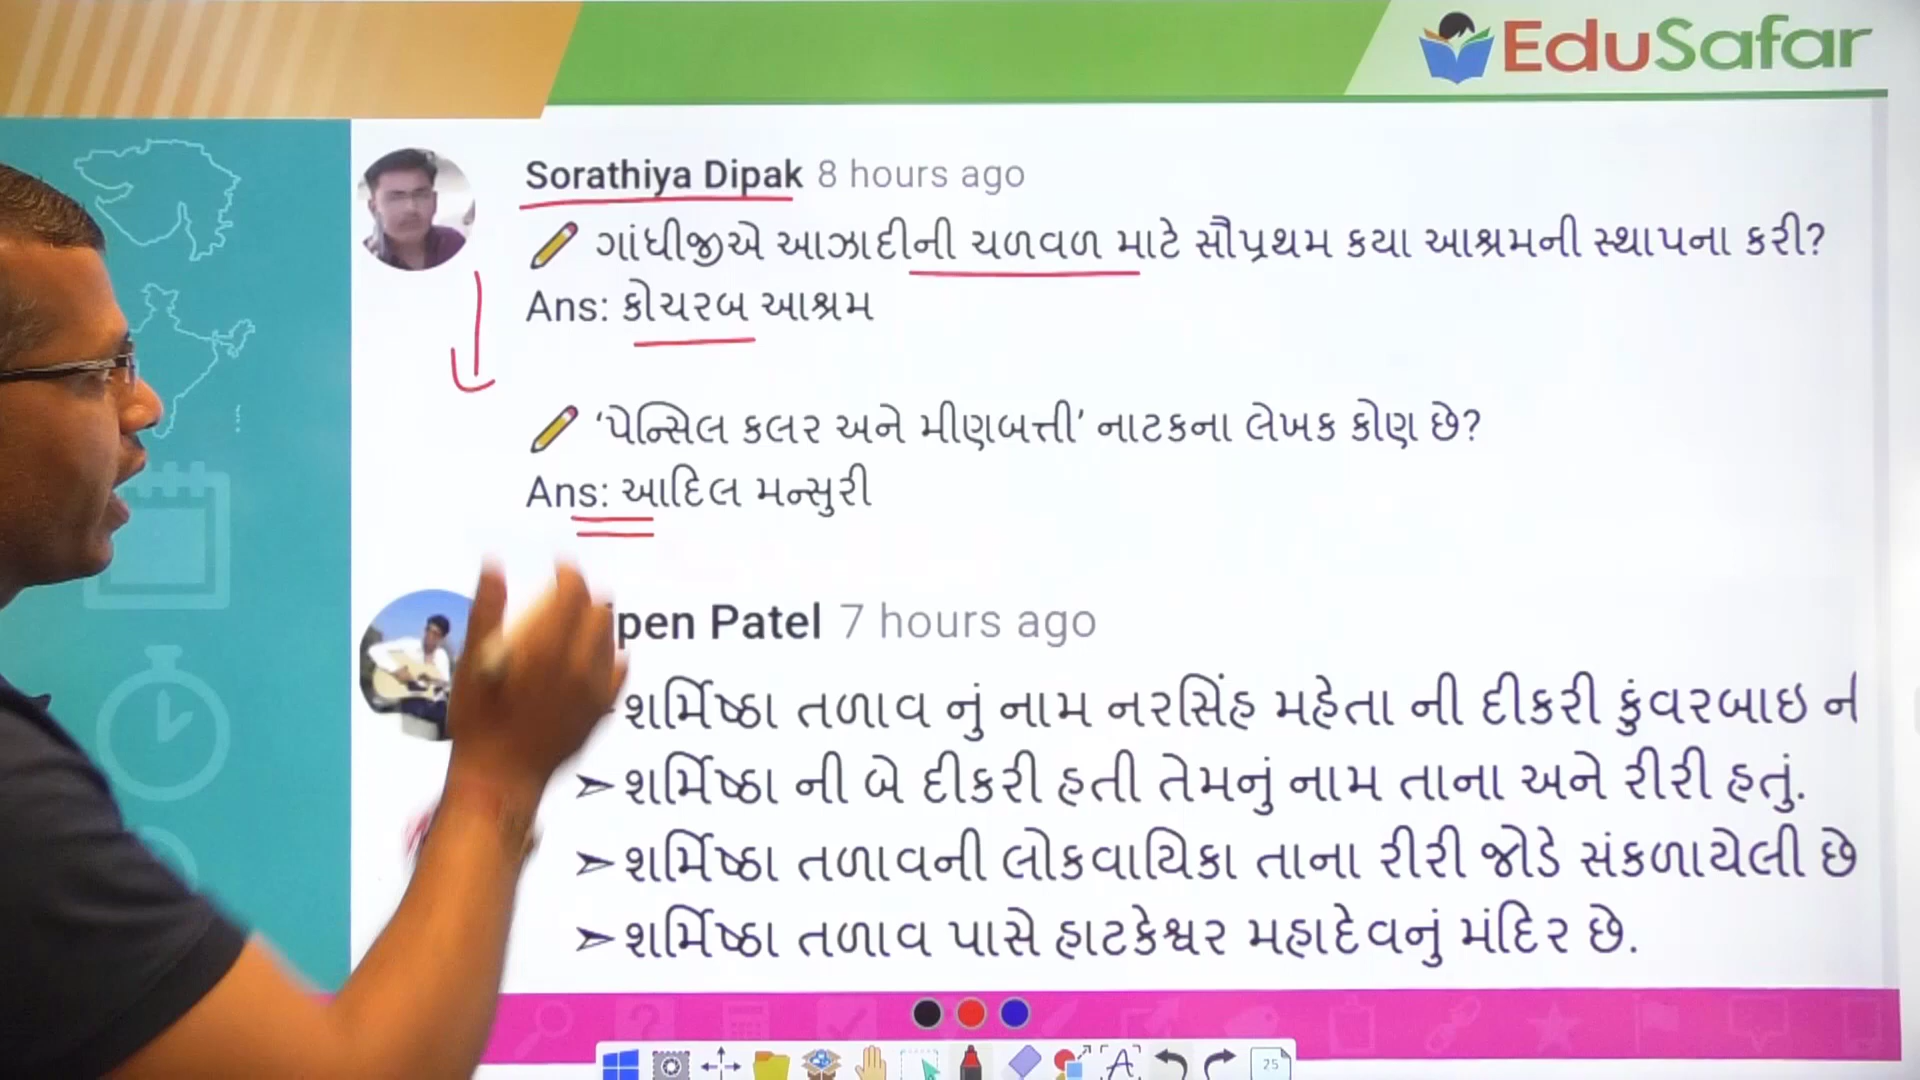 EduSafar
Sorathiya Dipak 8 hours ago
ગાંધીજીએ આઝાદીની ચળવળ માટે સૌપ્રથમ કયા આશ્રમની સ્થાપના કરી?
Ans: કોચરબ આશ્રમ
‘પેન્સિલ કલર અને મીણબત્તી’ નાટકના લેખક કોણ છે?
Ans: આદિલ મન્સુરી
Patel 7 hours ago
શર્મિષ્ઠા તળાવ નું નામ નરસિંહ મહેતા ની દીકરી કુંવરબાઇ
➢ શર્મિષ્ઠા ની બે દીકરી હતી તેમનું નામ તાના અને રીરી હતું.
➢ શર્મિષ્ઠા તળાવની લોકવાયિકા તાના રીરી જોડે સંકળાયેલી છે
➢ શર્મિષ્ઠા તળાવ પાસે હાટકેશ્વર મહાદેવનું મંદિર છે.
25